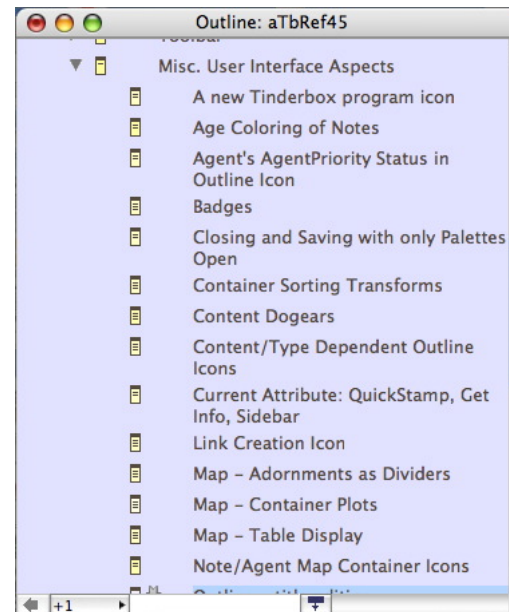 Outline: aTbRef45
Misc. User Interface Aspects
A new Tinderbox program icon
Age Coloring of Notes
Agent's AgentPriority Status in
Outline Icon
Badges
Closing and Saving with only Palettes
Open
Container Sorting Transforms
Content Dogears
Content/Type Dependent Outline
Icons
Current Attribute: QuickStamp, Get
Info, Sidebar
Link Creation Icon
Map – Adornments as Dividers
Map – Container Plots
Map – Table Display
Note/Agent Map Container Icons
+1